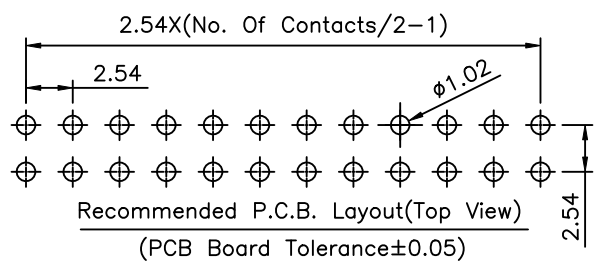 2.54X(No. Of Contacts/2-1)
2.54
ø1.02
2.54
Recommended P.C.B. Layout(Top View)
(PCB Board Tolerance±0.05)